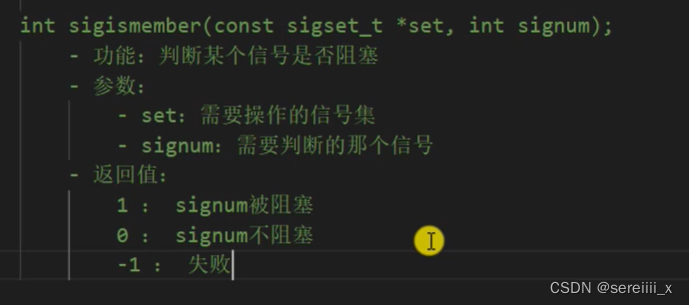 int sigismember(const sigset_t *set, int signum);
- 功能：判断某个信号是否阻塞
- 参数：
- set：需要操作的信号集
- signum：需要判断的那个信号
- 返回值：
1 ： signum被阻塞
0 ： signum不阻塞
-1 ： 失败
CSDN @sereiiii_x